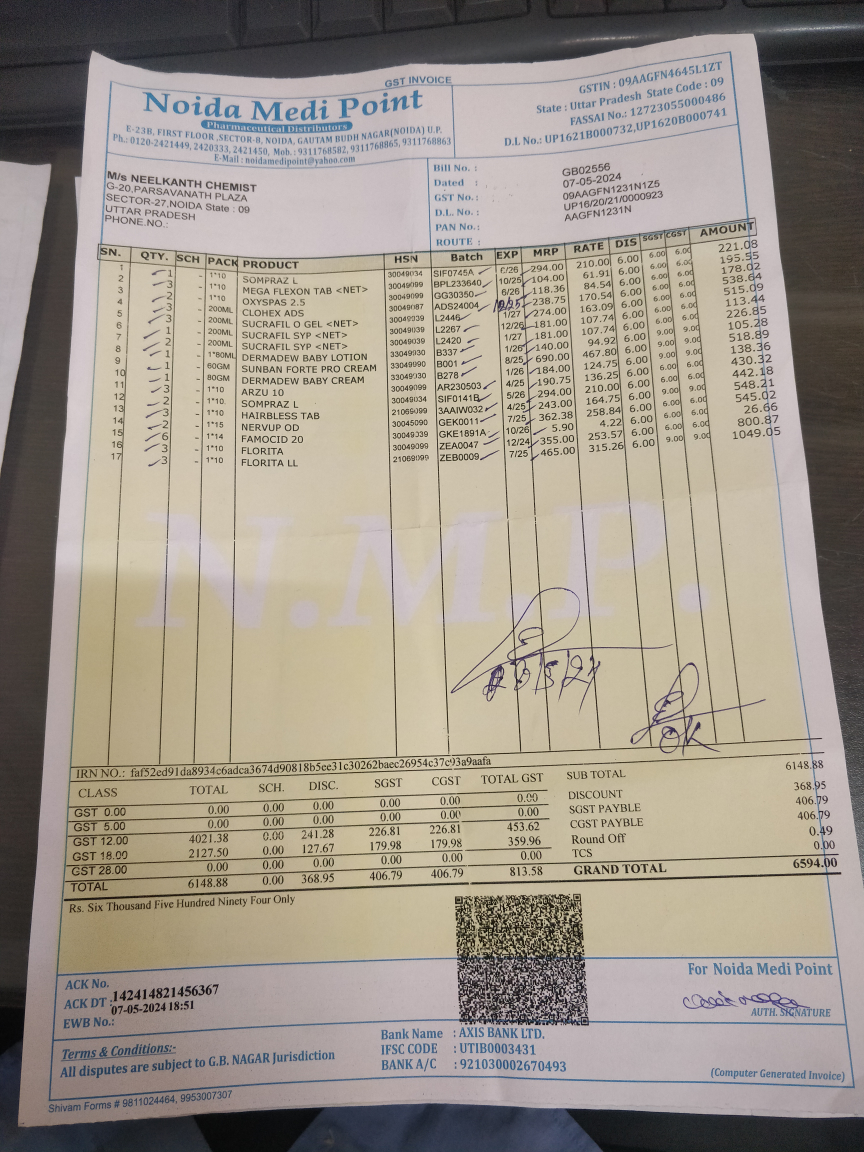 GST INVOICE
Noida Medi Point
Pharmaceutical Distributors
E-23B, FIRST FLOOR ,SECTOR-8, NOIDA, GAUTAM BUDH NAGAR(NOIDA) U.P.
Ph.: 0120-2421449, 2420333, 2421450, Mob.: 9311768582, 9311768865, 9311768863
E-Mail : noidamedipoint@yahoo.com
GSTIN : 09AAGFN4645L1ZT
State : Uttar Pradesh State Code : 09
FASSAI No.: 12723055000486
D.L No.: UP1621B000732,UP1620B000741
M/s NEELKANTH CHEMIST
G-20,PARSAVANATH PLAZA
SECTOR-27,NOIDA State : 09
UTTAR PRADESH
PHONE.NO.:
Bill No. : GB02556
Dated : 07-05-2024
GST No.: 09AAGFN1231N1Z5
D.L. No.: UP16/20/21/0000923
PAN No.: AAGFN1231N
ROUTE :
SN. QTY. SCH PACK PRODUCT HSN Batch EXP MRP RATE DIS SGST CGST AMOUNT
1 1 - 1*10 SOMPRAZ L 30049034 SIF0745A 6/26 294.00 210.00 6.00 6.00 6.00 221.08
2 3 - 1*10 MEGA FLEXON TAB <NET> 30049099 BPL233640 10/25 104.00 61.91 6.00 6.00 6.00 195.55
3 2 - 1*10 OXYSPAS 2.5 30049099 GG30350 6/26 118.36 84.54 6.00 6.00 6.00 178.02
4 3 - 200ML CLOHEX ADS 30049087 ADS24004 10/25 238.75 170.54 6.00 6.00 6.00 538.64
5 3 - 200ML SUCRAFIL O GEL <NET> 30049039 L2446 1/27 274.00 163.09 6.00 6.00 6.00 515.09
6 1 - 200ML SUCRAFIL SYP <NET> 30049039 L2267 12/26 181.00 107.74 6.00 6.00 6.00 113.44
7 2 - 200ML SUCRAFIL SYP <NET> 30049039 L2420 181.00 107.74 6.00 6.00 6.00 226.85
8 1 - 1*80ML DERMADEW BABY LOTION 33049930 B337 1/26 140.00 94.92 6.00 9.00 9.00 105.28
9 1 - 60GM SUNBAN FORTE PRO CREAM 33049990 B001 8/25 690.00 467.80 6.00 9.00 9.00 518.89
10 1 - 80GM DERMADEW BABY CREAM 33049030 B278 1/26 184.00 124.75 6.00 9.00 9.00 138.36
11 3 - 1*10 ARZU 10 30049099 AR230503 4/25 190.75 136.25 6.00 6.00 6.00 430.32
12 2 - 1*10 SOMPRAZ L 30049034 SIF0141B 5/26 294.00 210.00 6.00 6.00 6.00 442.18
13 3 - 1*10 HAIRBLESS TAB 21069099 3AAIW032 4/25 243.00 164.75 6.00 9.00 9.00 548.21
14 2 - 1*15 NERVUP OD 30045090 GEK0011 7/25 362.38 258.84 6.00 6.00 6.00 545.02
15 6 - 1*14 FAMOCID 20 30049039 GKE1891A 10/26 5.90 4.22 6.00 6.00 6.00 26.66
16 3 - 1*10 FLORITA 30049099 ZEA0047 12/24 355.00 253.57 6.00 6.00 6.00 800.87
17 3 - 1*10 FLORITA LL 21069099 ZEB0009 7/25 465.00 315.26 6.00 9.00 9.00 1049.05
N.M.P.
OK
IRN NO.: faf52ed91da8934c6adca3674d90818b5ee31c30262baec26954c37c93a9aafa
CLASS TOTAL SCH. DISC. SGST CGST TOTAL GST
GST 0.00 0.00 0.00 0.00 0.00 0.00 0.00
GST 5.00 0.00 0.00 0.00 0.00 0.00 0.00
GST 12.00 4021.38 0.00 241.28 226.81 226.81 453.62
GST 18.00 2127.50 0.00 127.67 179.98 179.98 359.96
GST 28.00 0.00 0.00 0.00 0.00 0.00 0.00
TOTAL 6148.88 0.00 368.95 406.79 406.79 813.58
SUB TOTAL 6148.88
DISCOUNT 368.95
SGST PAYBLE 406.79
CGST PAYBLE 406.79
Round Off 0.49
TCS 0.00
GRAND TOTAL 6594.00
Rs. Six Thousand Five Hundred Ninety Four Only
ACK No. 142414821456367
ACK DT : 07-05-2024 18:51
EWB No.:
For Noida Medi Point
AUTH. SIGNATURE
Terms & Conditions:-
All disputes are subject to G.B. NAGAR Jurisdiction
Bank Name : AXIS BANK LTD.
IFSC CODE : UTIB0003431
BANK A/C : 921030002670493
(Computer Generated Invoice)
Shivam Forms # 9811024464, 9953007307